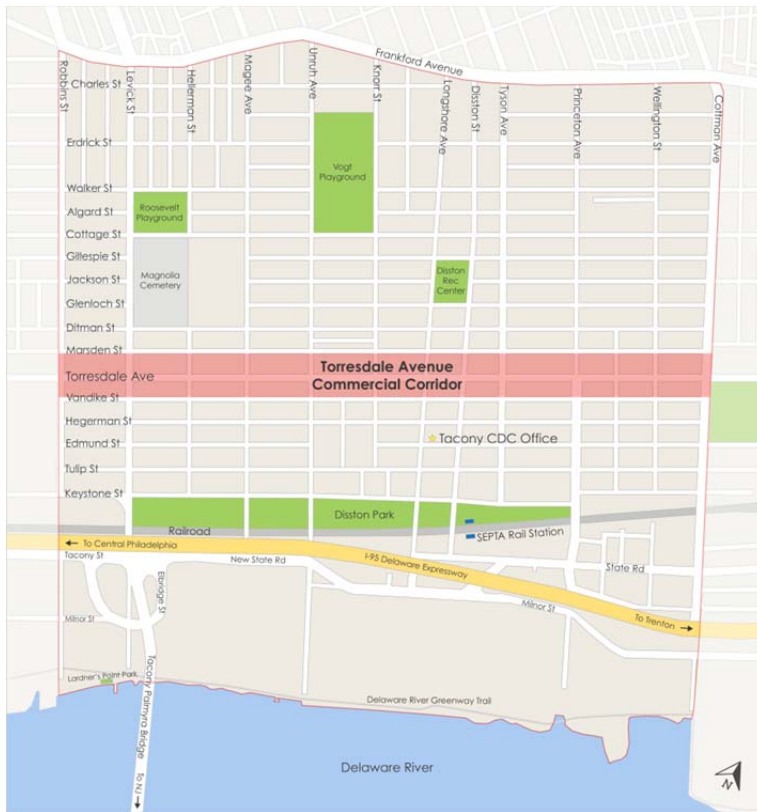 Frankford Avenue
Robbins St
Levick St
Hellerman St
Magee Ave
Unruh Ave
Knorr St
Longshore Ave
Disston St
Tyson Ave
Princeton Ave
Wellington St
Cottman Ave
Charles St
Erdrick St
Walker St
Algard St
Cottage St
Gillespie St
Jackson St
Glenloch St
Ditman St
Marsden St
Torresdale Ave
Vandike St
Hegerman St
Edmund St
Tulip St
Keystone St
Vogt
Playground
Roosevelt
Playground
Magnolia
Cemetery
Disston
Rec
Center
Torresdale Avenue
Commercial Corridor
Tacony CDC Office
Disston Park
Railroad
SEPTA Rail Station
To Central Philadelphia
I-95 Delaware Expressway
To Trenton
Tacony St
New State Rd
State Rd
Elbridge St
Milnor St
Milnor St
Lardner's Point Park
Tacony Palmyra Bridge
To NJ
Delaware River Greenway Trail
Delaware River
N